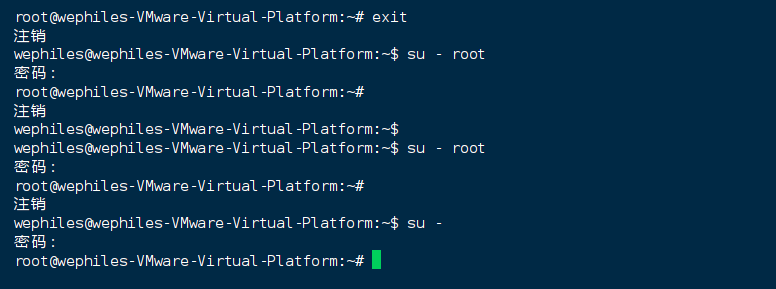 root@wephiles-VMware-Virtual-Platform:~# exit
注销
wephiles@wephiles-VMware-Virtual-Platform:~$ su - root
密码：
root@wephiles-VMware-Virtual-Platform:~#
注销
wephiles@wephiles-VMware-Virtual-Platform:~$
wephiles@wephiles-VMware-Virtual-Platform:~$ su - root
密码：
root@wephiles-VMware-Virtual-Platform:~#
注销
wephiles@wephiles-VMware-Virtual-Platform:~$ su -
密码：
root@wephiles-VMware-Virtual-Platform:~#